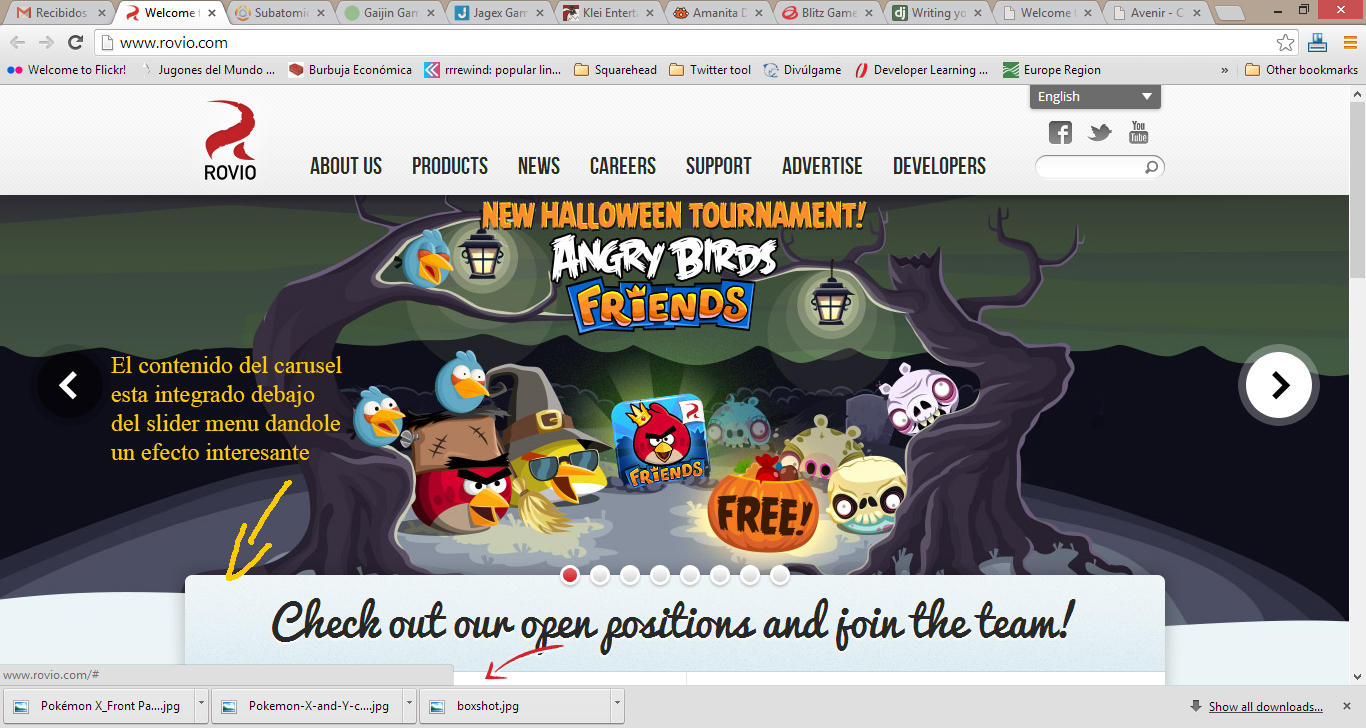 Recibidos
Welcome t
Subatomic
Gaijin Gam
Jagex Gam
Klei Entert
Amanita D
Blitz Game
Writing yo
Welcome t
Avenir - C
www.rovio.com
Welcome to Flickr!
Jugones del Mundo ...
Burbuja Económica
rrrewind: popular lin...
Squarehead
Twitter tool
Divúlgame
Developer Learning ...
Europe Region
»
Other bookmarks
English
ROVIO
You
Tube
ABOUT US
PRODUCTS
NEWS
CAREERS
SUPPORT
ADVERTISE
DEVELOPERS
NEW HALLOWEEN TOURNAMENT!
ANGRY BIRDS
FRIENDS
El contenido del carusel
esta integrado debajo
del slider menu dandole
un efecto interesante
FRIENDS
FREE!
Check out our open positions and join the team!
www.rovio.com/#
Pokémon X_Front Pa....jpg
Pokemon-X-and-Y-c....jpg
boxshot.jpg
Show all downloads...